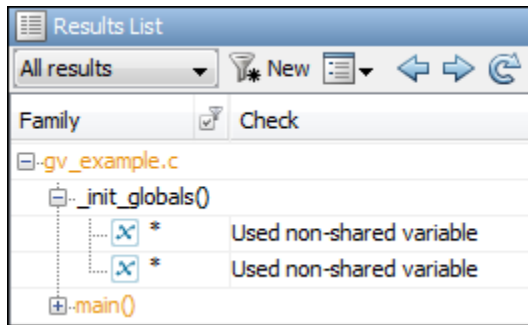 Results List
All results New
Family Check
gv_example.c
_init_globals()
* Used non-shared variable
* Used non-shared variable
main()